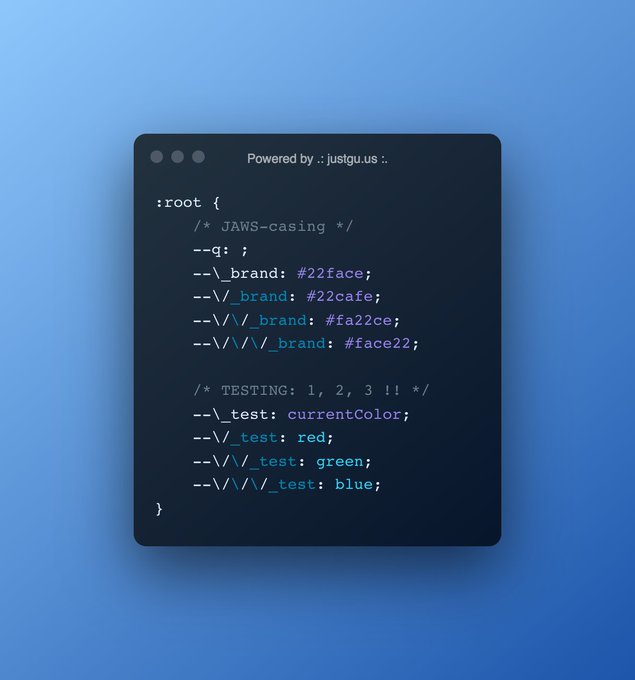 Powered by .: justgu.us :.
:root {
/* JAWS-casing */
--q: ;
--\_brand: #22face;
--\/_brand: #22cafe;
--\/\/_brand: #fa22ce;
--\/\/\/_brand: #face22;
/* TESTING: 1, 2, 3 !! */
--\_test: currentColor;
--\/_test: red;
--\/\/_test: green;
--\/\/\/_test: blue;
}